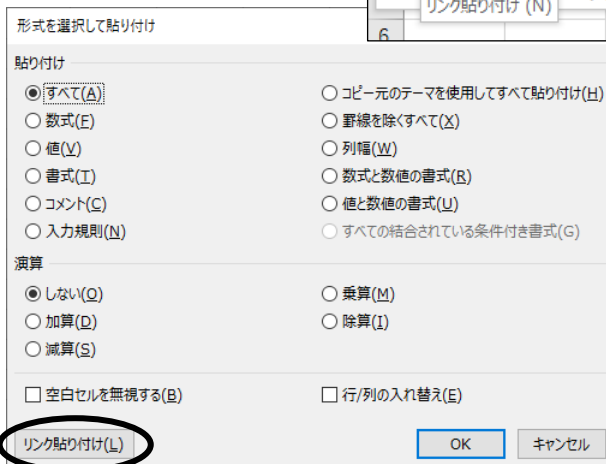 リンク貼り付け (N)
6
形式を選択して貼り付け
貼り付け
すべて(A)
コピー元のテーマを使用してすべて貼り付け(H)
数式(F)
罫線を除くすべて(X)
値(V)
列幅(W)
書式(T)
数式と数値の書式(R)
コメント(C)
値と数値の書式(U)
入力規則(N)
すべての結合されている条件付き書式(G)
演算
しない(O)
乗算(M)
加算(D)
除算(I)
減算(S)
空白セルを無視する(B)
行/列の入れ替え(E)
リンク貼り付け(L)
OK
キャンセル